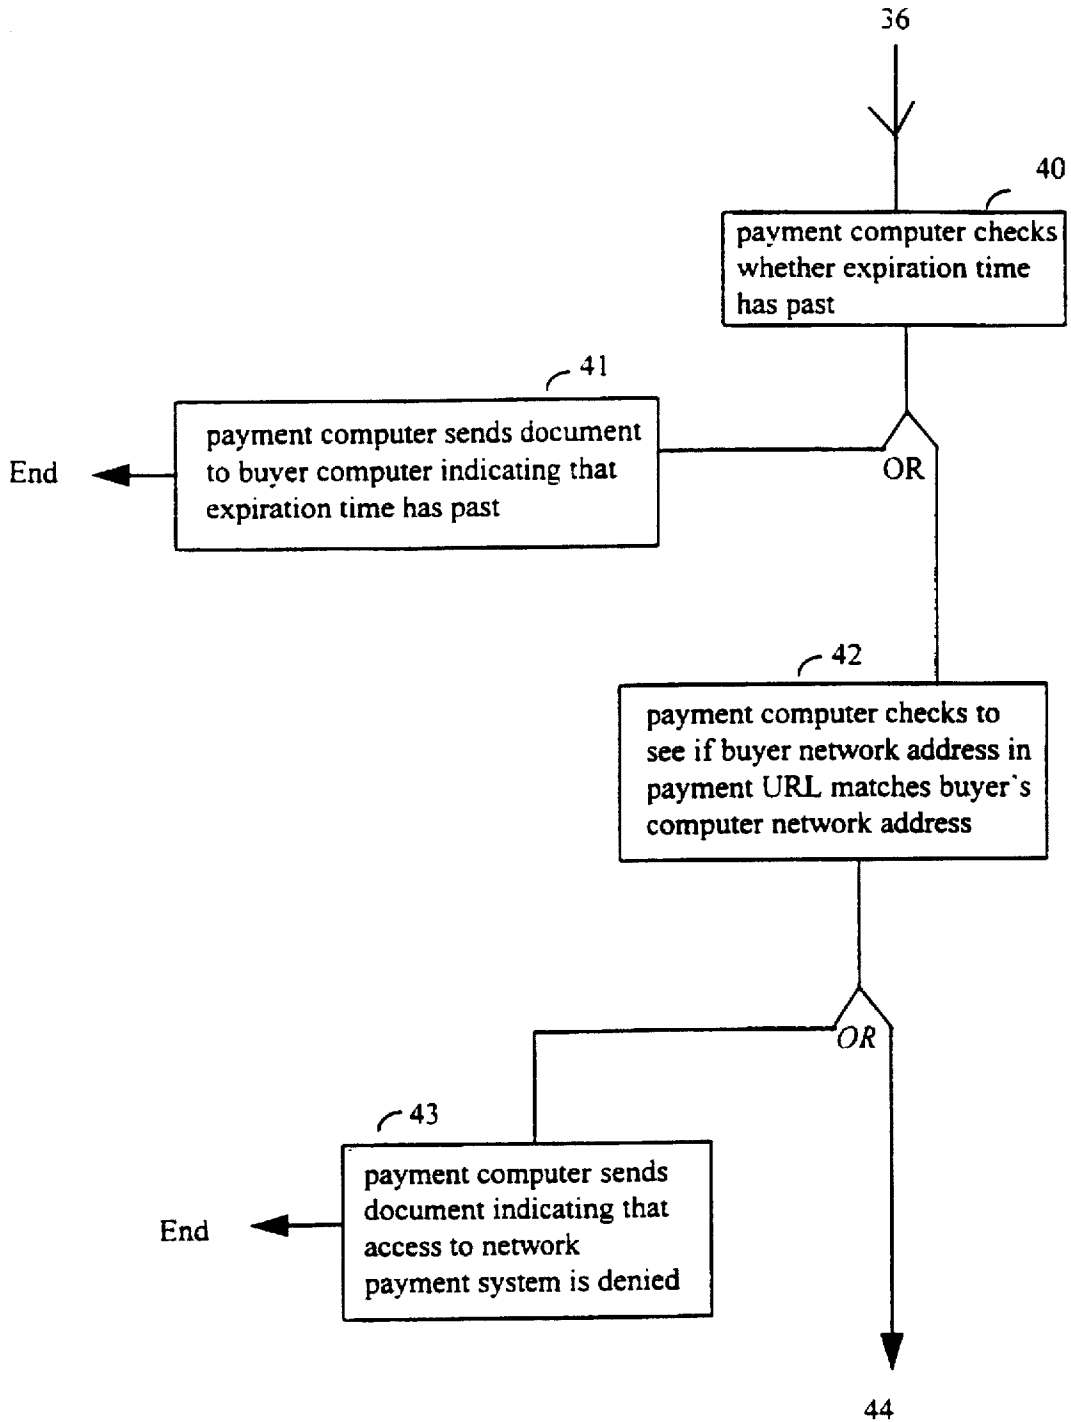 36
40
payment computer checks
whether expiration time
has past
41
payment computer sends document
to buyer computer indicating that
expiration time has past
End
OR
42
payment computer checks to
see if buyer network address in
payment URL matches buyer's
computer network address
OR
43
payment computer sends
document indicating that
access to network
payment system is denied
End
44